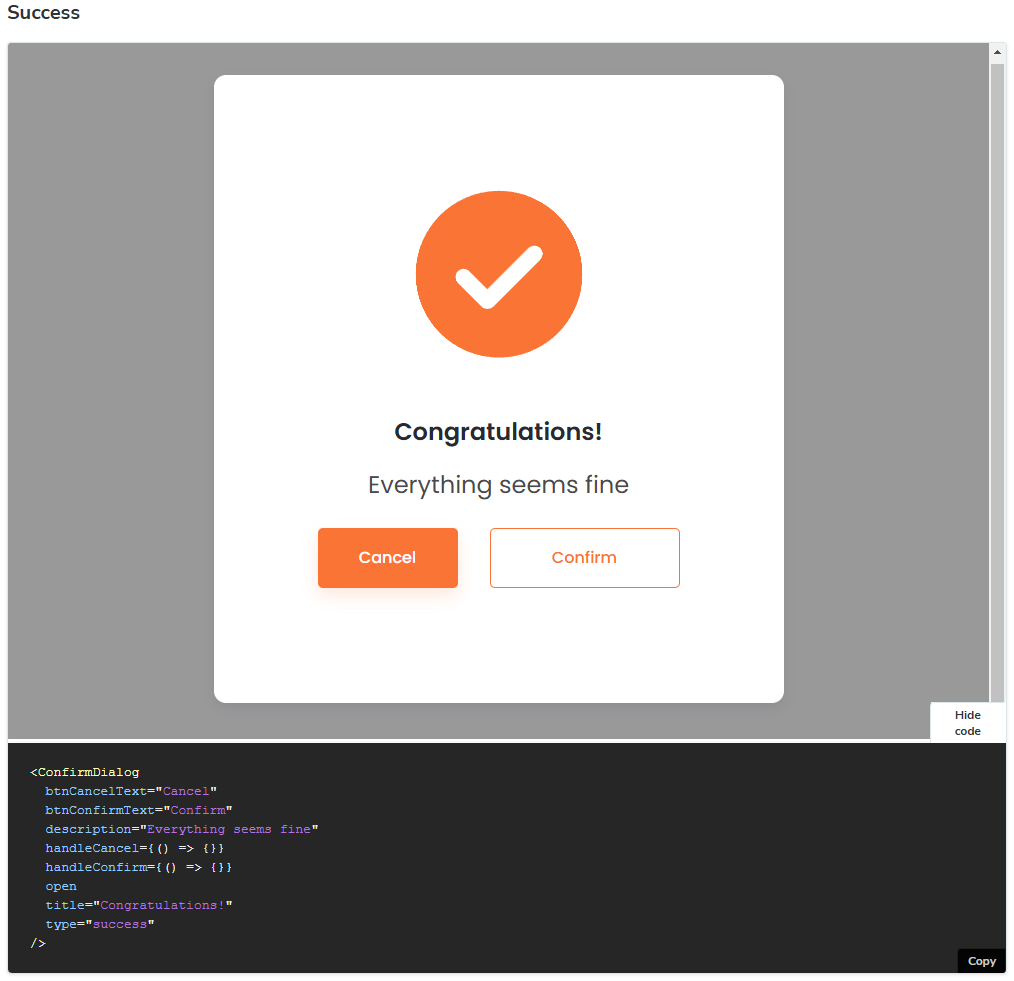 Success
Congratulations!
Everything seems fine
Cancel Confirm
Hide
code
<ConfirmDialog
  btnCancelText="Cancel"
  btnConfirmText="Confirm"
  description="Everything seems fine"
  handleCancel={() => {}}
  handleConfirm={() => {}}
  open
  title="Congratulations!"
  type="success"
/>
Copy